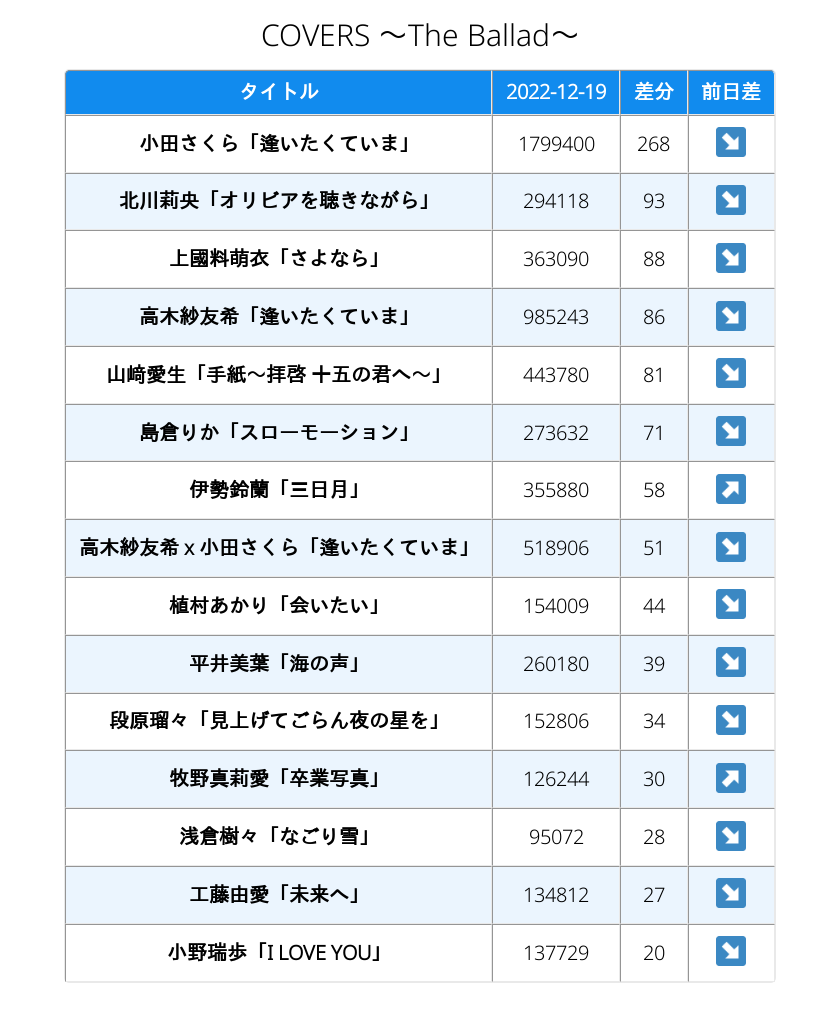 COVERS ～The Ballad～
タイトル 2022-12-19 差分 前日差
小田さくら「逢いたくていま」 1799400 268 ↘
北川莉央「オリビアを聴きながら」 294118 93 ↘
上國料萌衣「さよなら」 363090 88 ↘
高木紗友希「逢いたくていま」 985243 86 ↘
山﨑愛生「手紙～拝啓 十五の君へ～」 443780 81 ↘
島倉りか「スローモーション」 273632 71 ↘
伊勢鈴蘭「三日月」 355880 58 ↗
高木紗友希 x 小田さくら「逢いたくていま」 518906 51 ↘
植村あかり「会いたい」 154009 44 ↘
平井美葉「海の声」 260180 39 ↘
段原瑠々「見上げてごらん夜の星を」 152806 34 ↘
牧野真莉愛「卒業写真」 126244 30 ↗
浅倉樹々「なごり雪」 95072 28 ↘
工藤由愛「未来へ」 134812 27 ↘
小野瑞歩「I LOVE YOU」 137729 20 ↘